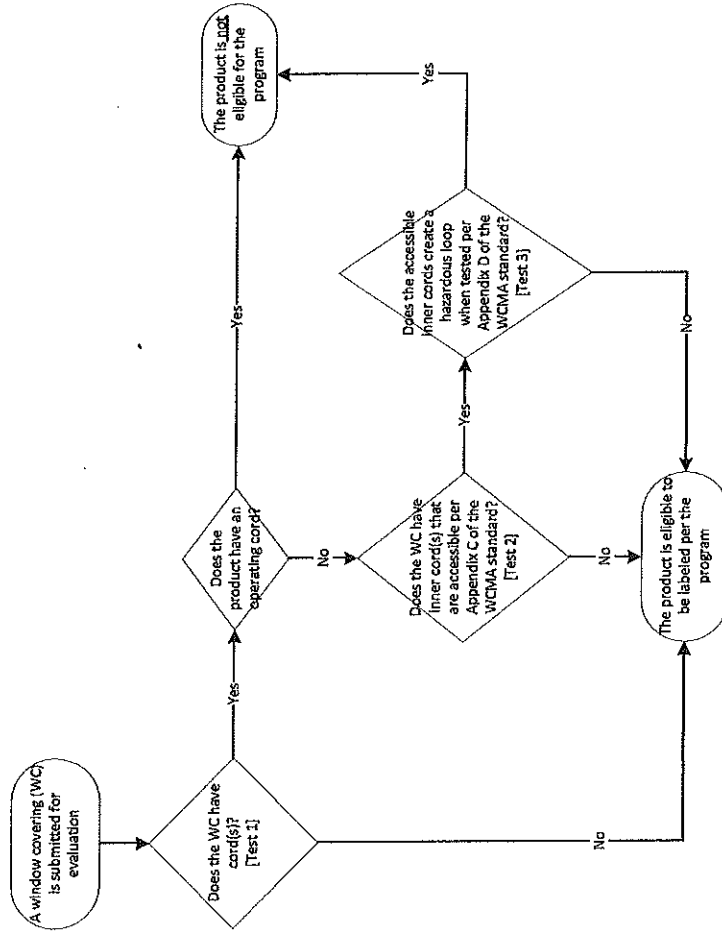 A window covering (WC)
is submitted for
evaluation
Does the WC have
cord(s)?
[Test 1]
Yes
No
Does the
product have an
operating cord?
Yes
No
The product is not
eligible for the
program
Does the WC have
inner cord(s) that
are accessible per
Appendix C of the
WCMA standard?
[Test 2]
Yes
No
Does the accessible
inner cords create a
hazardous loop
when tested per
Appendix D of the
WCMA standard?
[Test 3]
Yes
No
The product is eligible to
be labeled per the
program